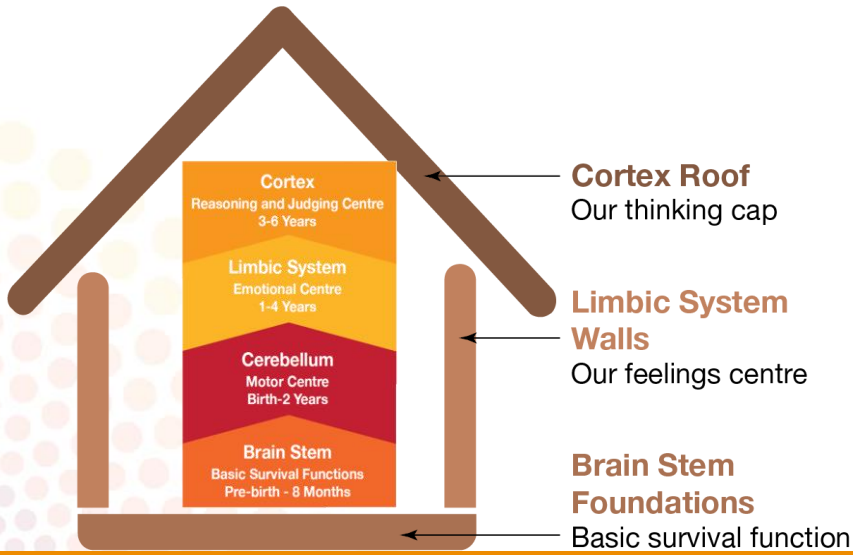 Cortex
Reasoning and Judging Centre
3-6 Years
Limbic System
Emotional Centre
1-4 Years
Cerebellum
Motor Centre
Birth-2 Years
Brain Stem
Basic Survival Functions
Pre-birth - 8 Months
Cortex Roof
Our thinking cap
Limbic System
Walls
Our feelings centre
Brain Stem
Foundations
Basic survival function